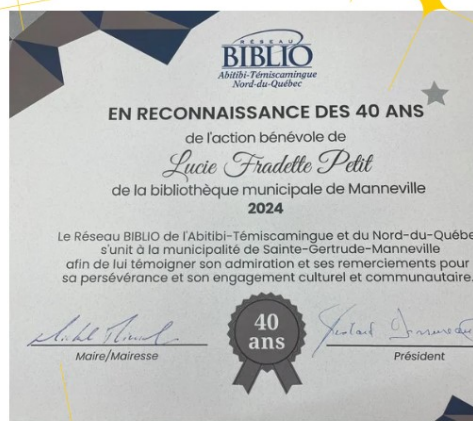 RÉSEAU
BIBLIO
Abitibi-Témiscamingue
Nord-du-Québec
EN RECONNAISSANCE DES 40 ANS
de l'action bénévole de
Lucie Fradette Petit
de la bibliothèque municipale de Manneville
2024
Le Réseau BIBLIO de l'Abitibi-Témiscamingue et du Nord-du-Québe
s'unit à la municipalité de Sainte-Gertrude-Manneville
afin de lui témoigner son admiration et ses remerciements pour
sa persévérance et son engagement culturel et communautaire.
40
ans
Maire/Mairesse
Président